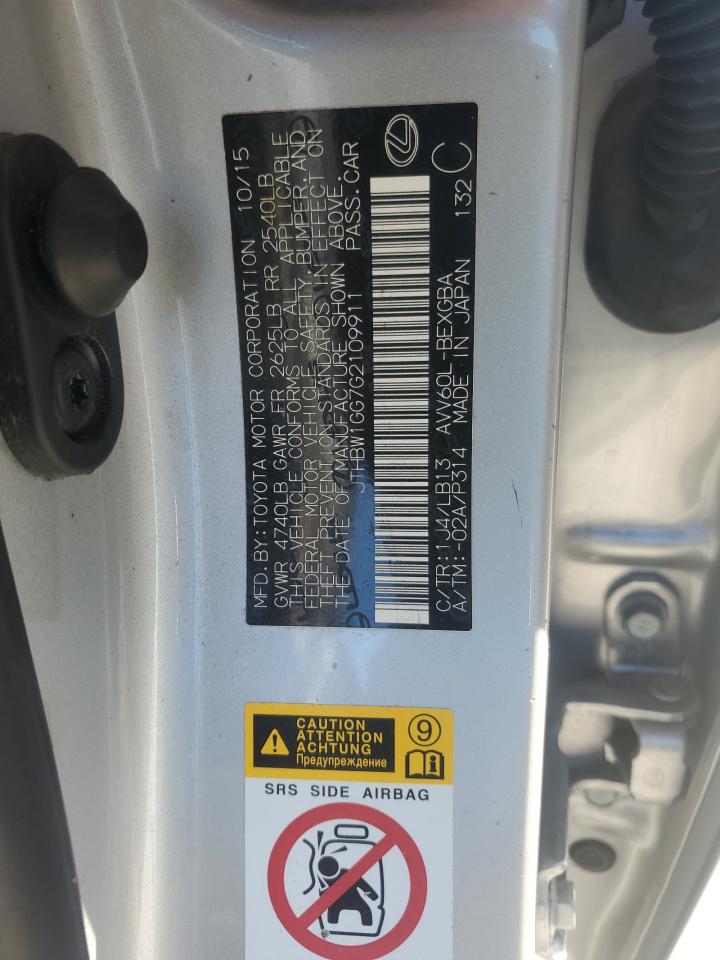 MFD. BY: TOYOTA MOTOR CORPORATION 10/15
GVWR 4740LB GAWR FR 2625LB RR 2540LB
THIS VEHICLE CONFORMS TO ALL APPLICABLE
FEDERAL MOTOR VEHICLE SAFETY, BUMPER, AND
THEFT PREVENTION STANDARDS IN EFFECT ON
THE DATE OF MANUFACTURE SHOWN ABOVE.
JTHBW1GG7G2109911 PASS. CAR
C/TR: 1J4/LB13 AVV60L-BEXGBA
A/TM: -02A/P314 MADE IN JAPAN 132 C
CAUTION
ATTENTION
ACHTUNG
Предупреждение
9
SRS SIDE AIRBAG